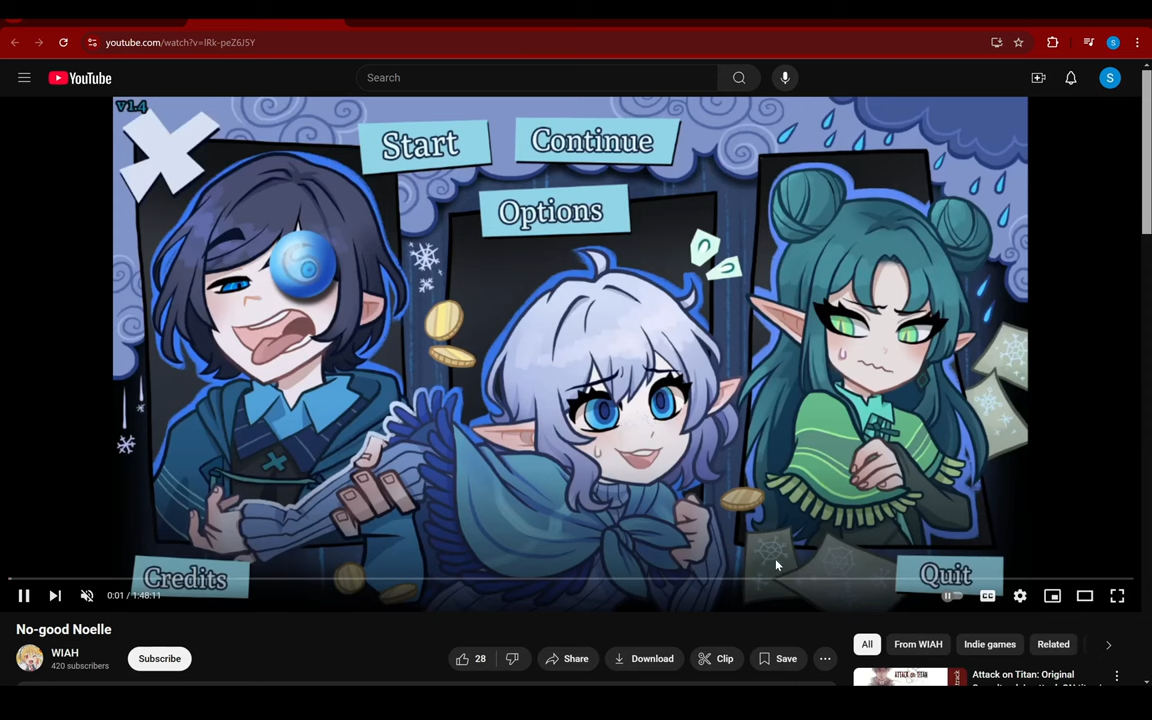 youtube.com/watch?v=lRk-peZ6J5Y
S
YouTube
Search
S
v1.4
Start
Continue
Options
Credits
Quit
0:01 / 1:48:11
CC
No-good Noelle
WIAH
420 subscribers
Subscribe
28
Share
Download
Clip
Save
All
From WIAH
Indie games
Related
Attack on Titan: Original